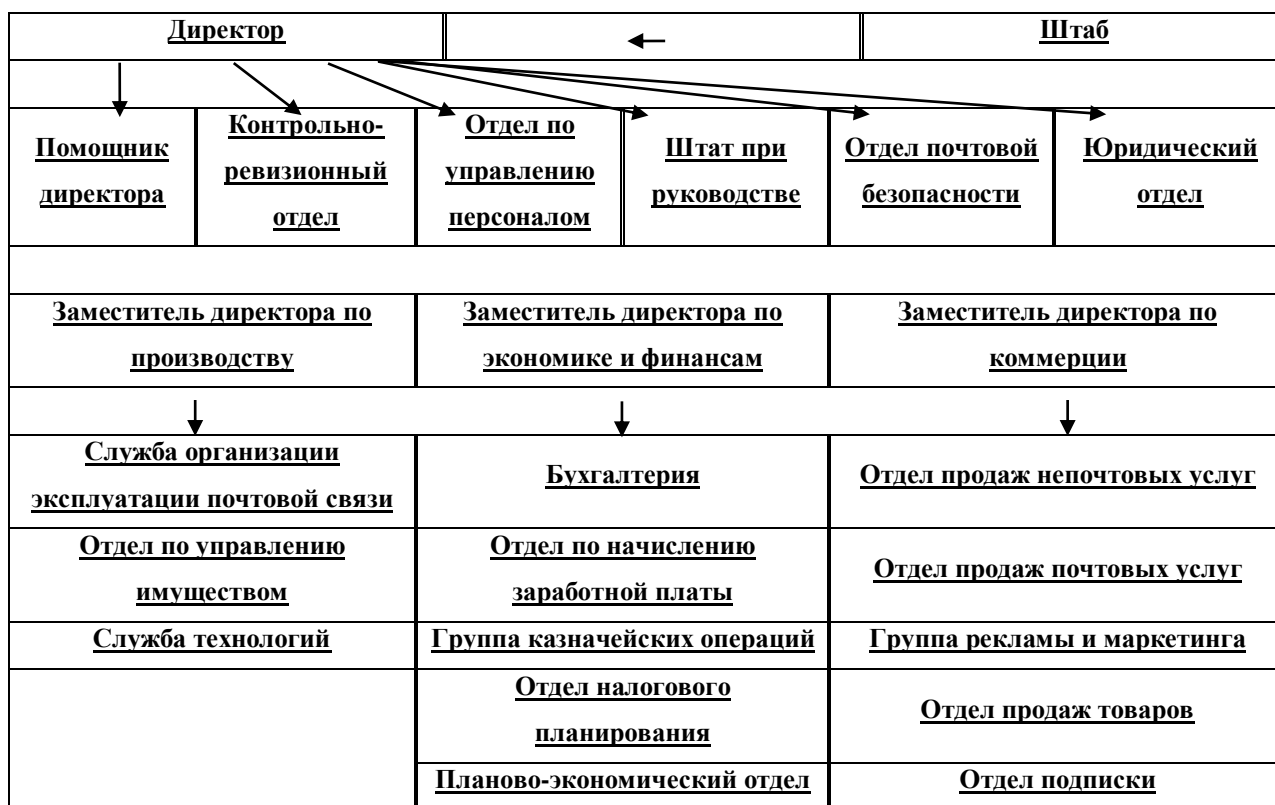 Директор
Штаб
Помощник
директора
Контрольно-
ревизионный
отдел
Отдел по
управлению
персоналом
Штат при
руководстве
Отдел почтовой
безопасности
Юридический
отдел
Заместитель директора по
производству
Заместитель директора по
экономике и финансам
Заместитель директора по
коммерции
Служба организации
эксплуатации почтовой связи
Бухгалтерия
Отдел продаж непочтовых услуг
Отдел по управлению
имуществом
Отдел по начислению
заработной платы
Отдел продаж почтовых услуг
Служба технологий
Группа казначейских операций
Группа рекламы и маркетинга
Отдел налогового
планирования
Отдел продаж товаров
Планово-экономический отдел
Отдел подписки